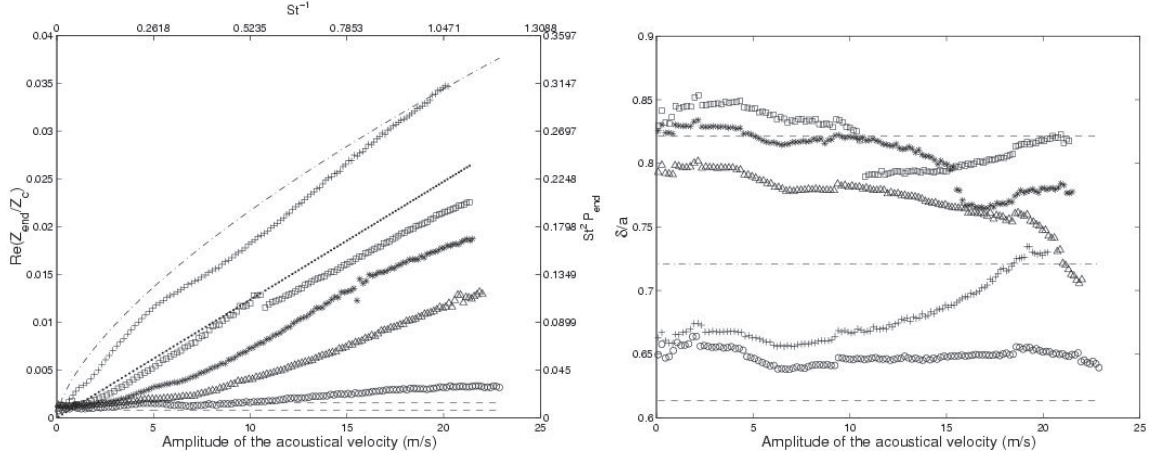 St⁻¹
0 0.2618 0.5235 0.7853 1.0471 1.3088
0.04 0.035 0.03 0.025 0.02 0.015 0.01 0.005 0
Re(Z_end/Z_c)
0.3597 0.3147 0.2697 0.2248 0.1798 0.1349 0.0899 0.045 0
St² P_end
0 5 10 15 20 25
Amplitude of the acoustical velocity (m/s)
0.9 0.85 0.8 0.75 0.7 0.65 0.6
δ/a
0 5 10 15 20 25
Amplitude of the acoustical velocity (m/s)